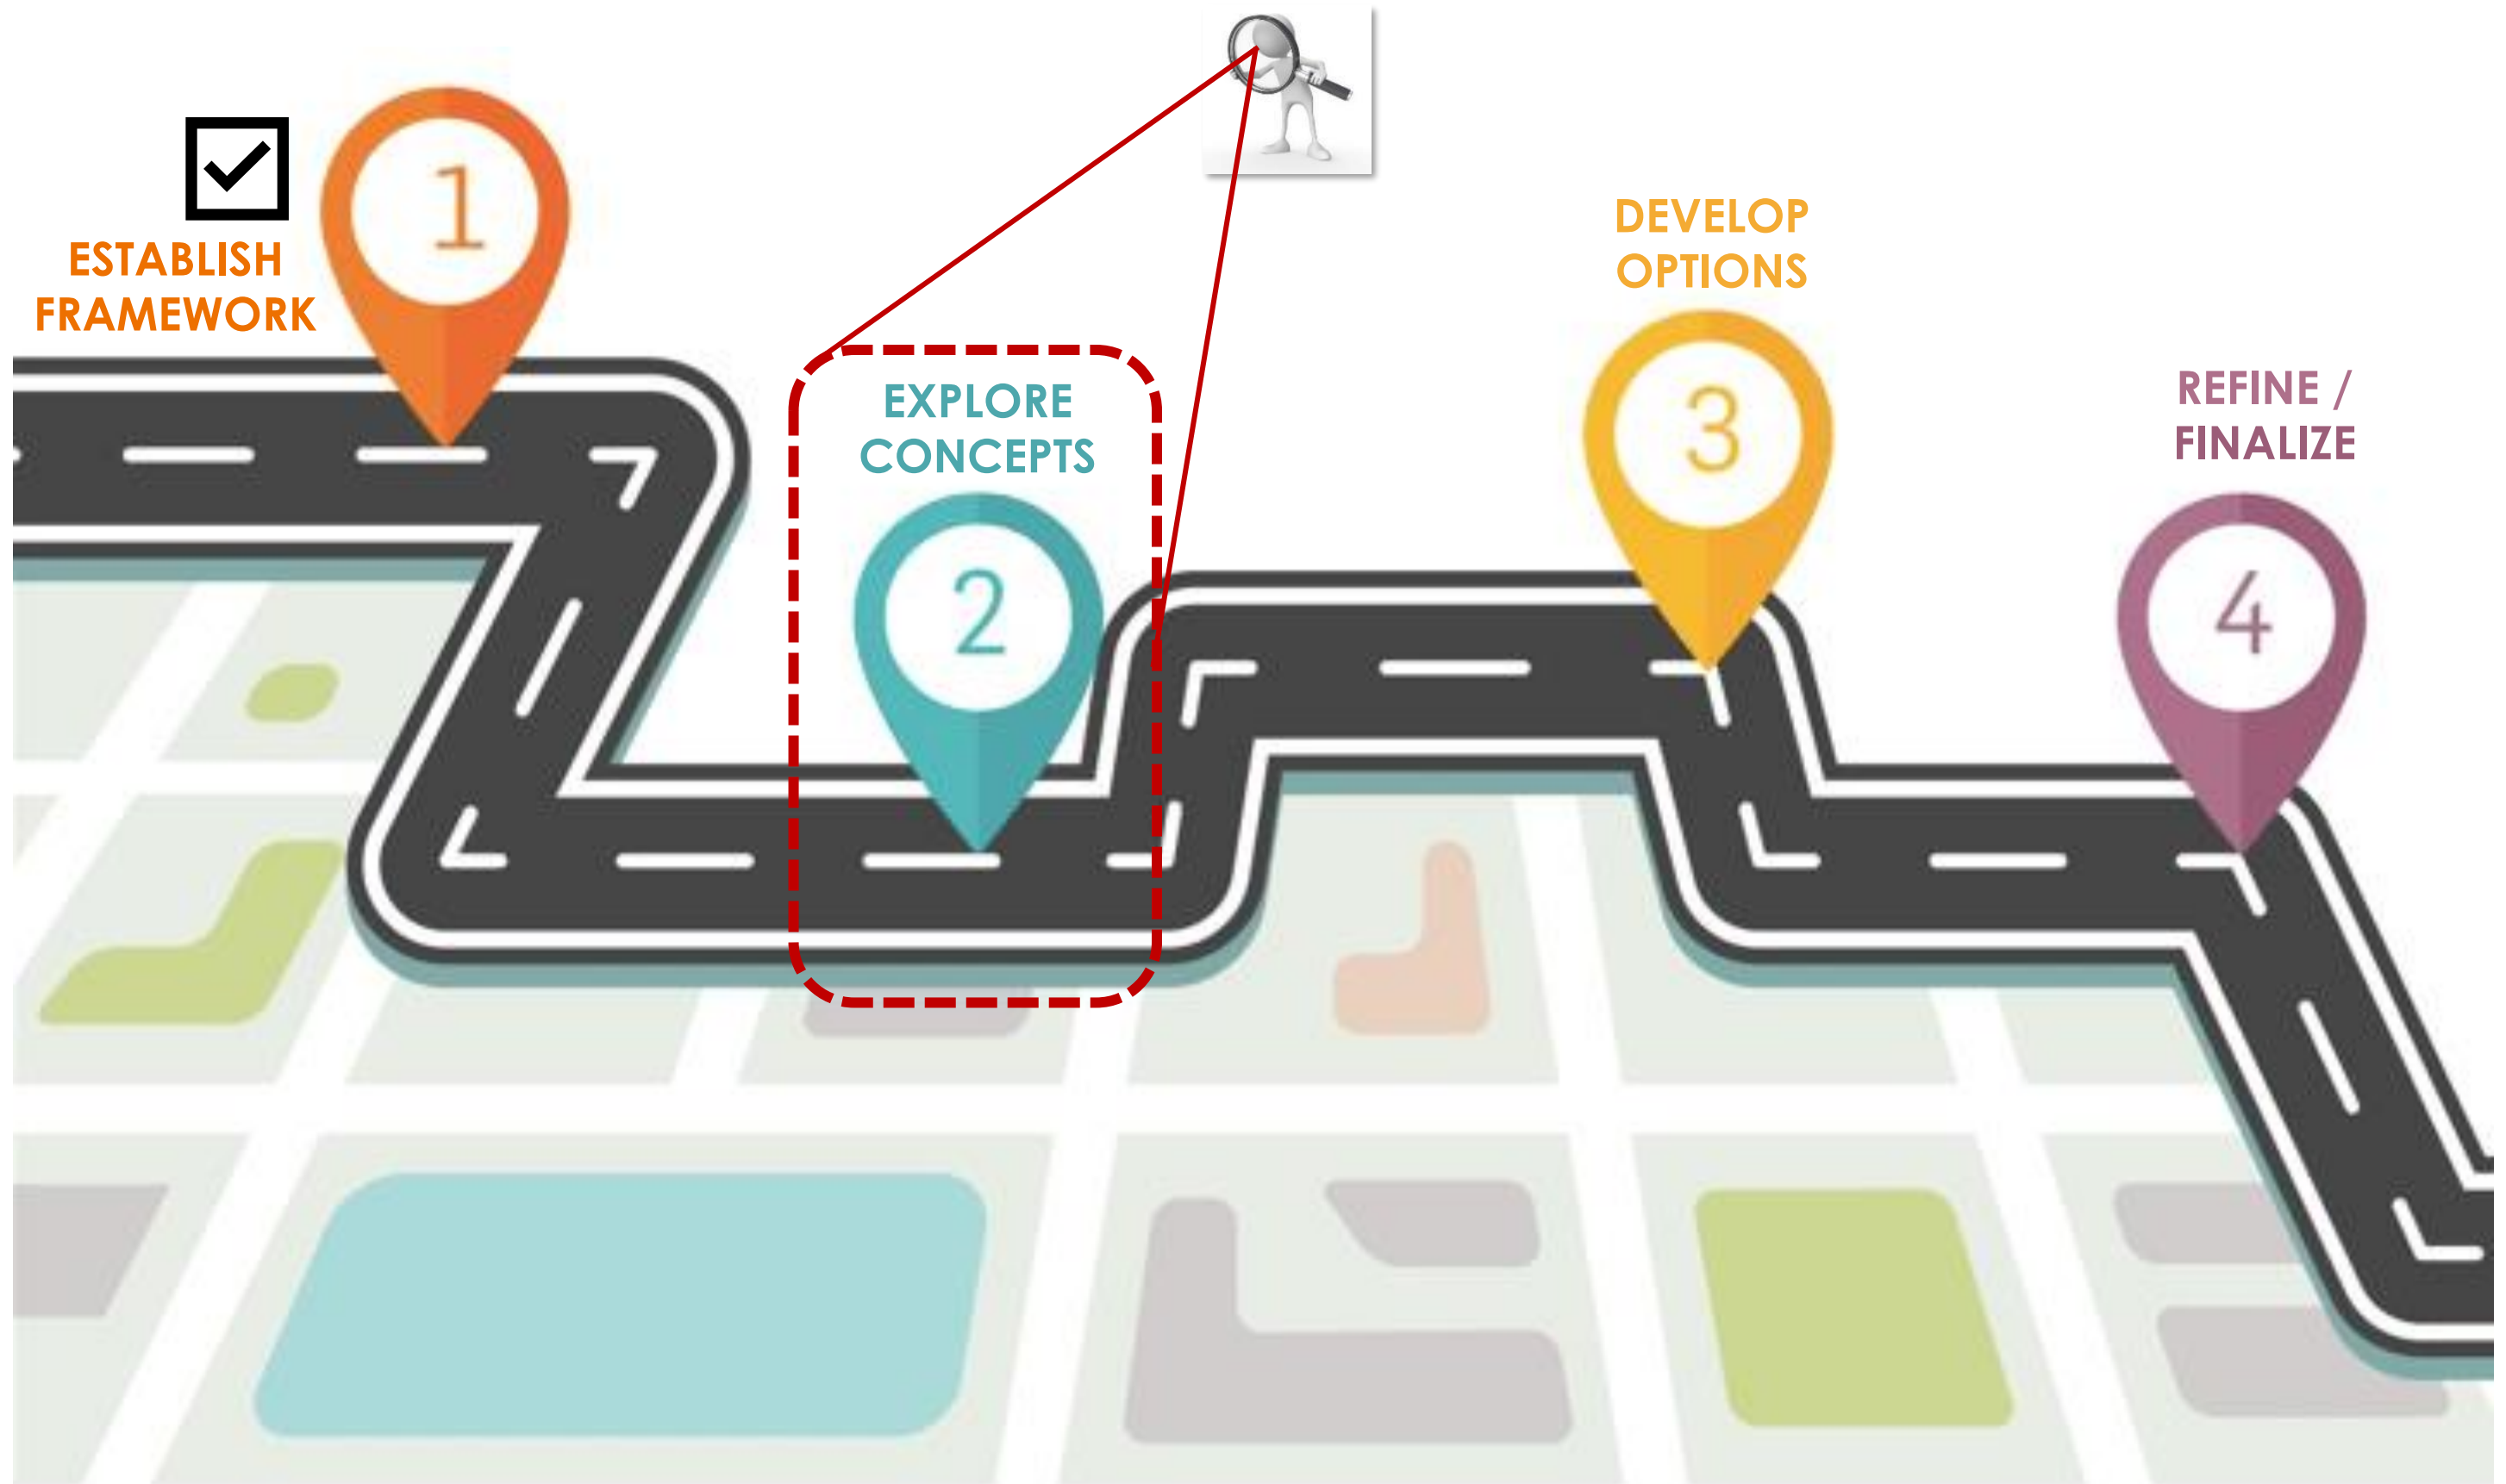 ESTABLISH
FRAMEWORK
1
EXPLORE
CONCEPTS
2
DEVELOP
OPTIONS
3
REFINE /
FINALIZE
4